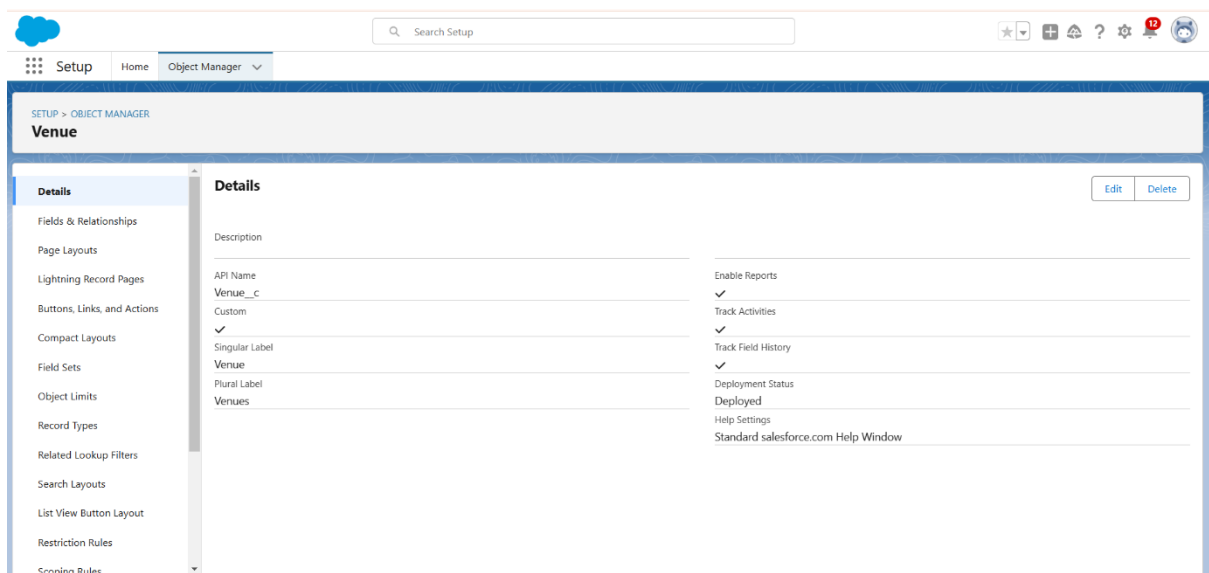 Search Setup
12
Setup
Home
Object Manager
SETUP > OBJECT MANAGER
Venue
Details
Fields & Relationships
Page Layouts
Lightning Record Pages
Buttons, Links, and Actions
Compact Layouts
Field Sets
Object Limits
Record Types
Related Lookup Filters
Search Layouts
List View Button Layout
Restriction Rules
Scoping Rules
Details
Edit
Delete
Description
API Name
Venue__c
Custom
Singular Label
Venue
Plural Label
Venues
Enable Reports
Track Activities
Track Field History
Deployment Status
Deployed
Help Settings
Standard salesforce.com Help Window